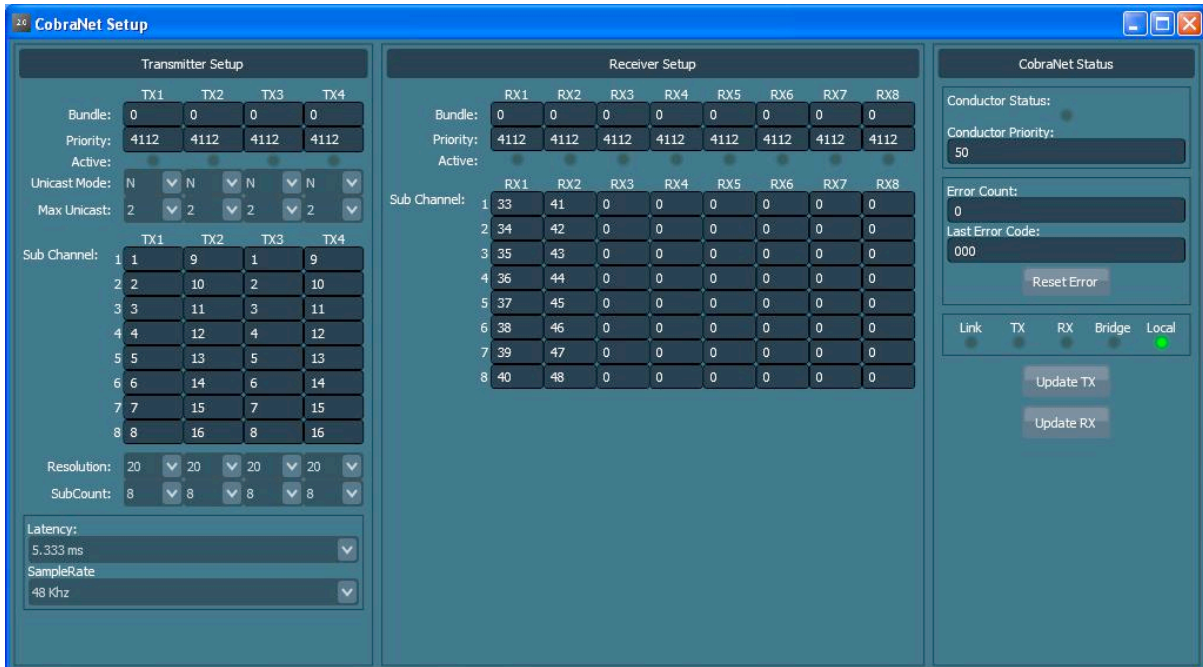 2.0 CobraNet Setup
Transmitter Setup
TX1 TX2 TX3 TX4
Bundle: 0 0 0 0
Priority: 4112 4112 4112 4112
Active:
Unicast Mode: N N N N
Max Unicast: 2 2 2 2
TX1 TX2 TX3 TX4
Sub Channel: 1 1 9 1 9
2 2 10 2 10
3 3 11 3 11
4 4 12 4 12
5 5 13 5 13
6 6 14 6 14
7 7 15 7 15
8 8 16 8 16
Resolution: 20 20 20 20
SubCount: 8 8 8 8
Latency:
5.333 ms
SampleRate
48 Khz
Receiver Setup
RX1 RX2 RX3 RX4 RX5 RX6 RX7 RX8
Bundle: 0 0 0 0 0 0 0 0
Priority: 4112 4112 4112 4112 4112 4112 4112 4112
Active:
RX1 RX2 RX3 RX4 RX5 RX6 RX7 RX8
Sub Channel: 1 33 41 0 0 0 0 0 0
2 34 42 0 0 0 0 0 0
3 35 43 0 0 0 0 0 0
4 36 44 0 0 0 0 0 0
5 37 45 0 0 0 0 0 0
6 38 46 0 0 0 0 0 0
7 39 47 0 0 0 0 0 0
8 40 48 0 0 0 0 0 0
CobraNet Status
Conductor Status:
Conductor Priority:
50
Error Count:
0
Last Error Code:
000
Reset Error
Link TX RX Bridge Local
Update TX
Update RX